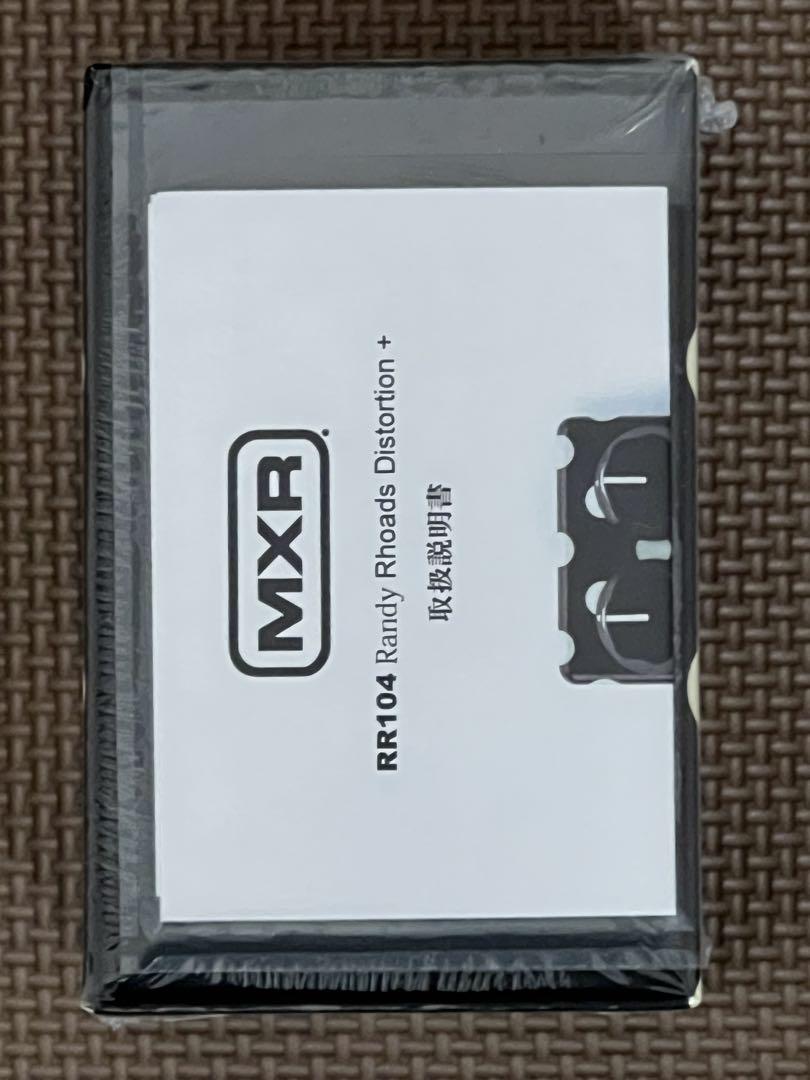 MXR
RR104 Randy Rhoads Distortion +
取扱説明書